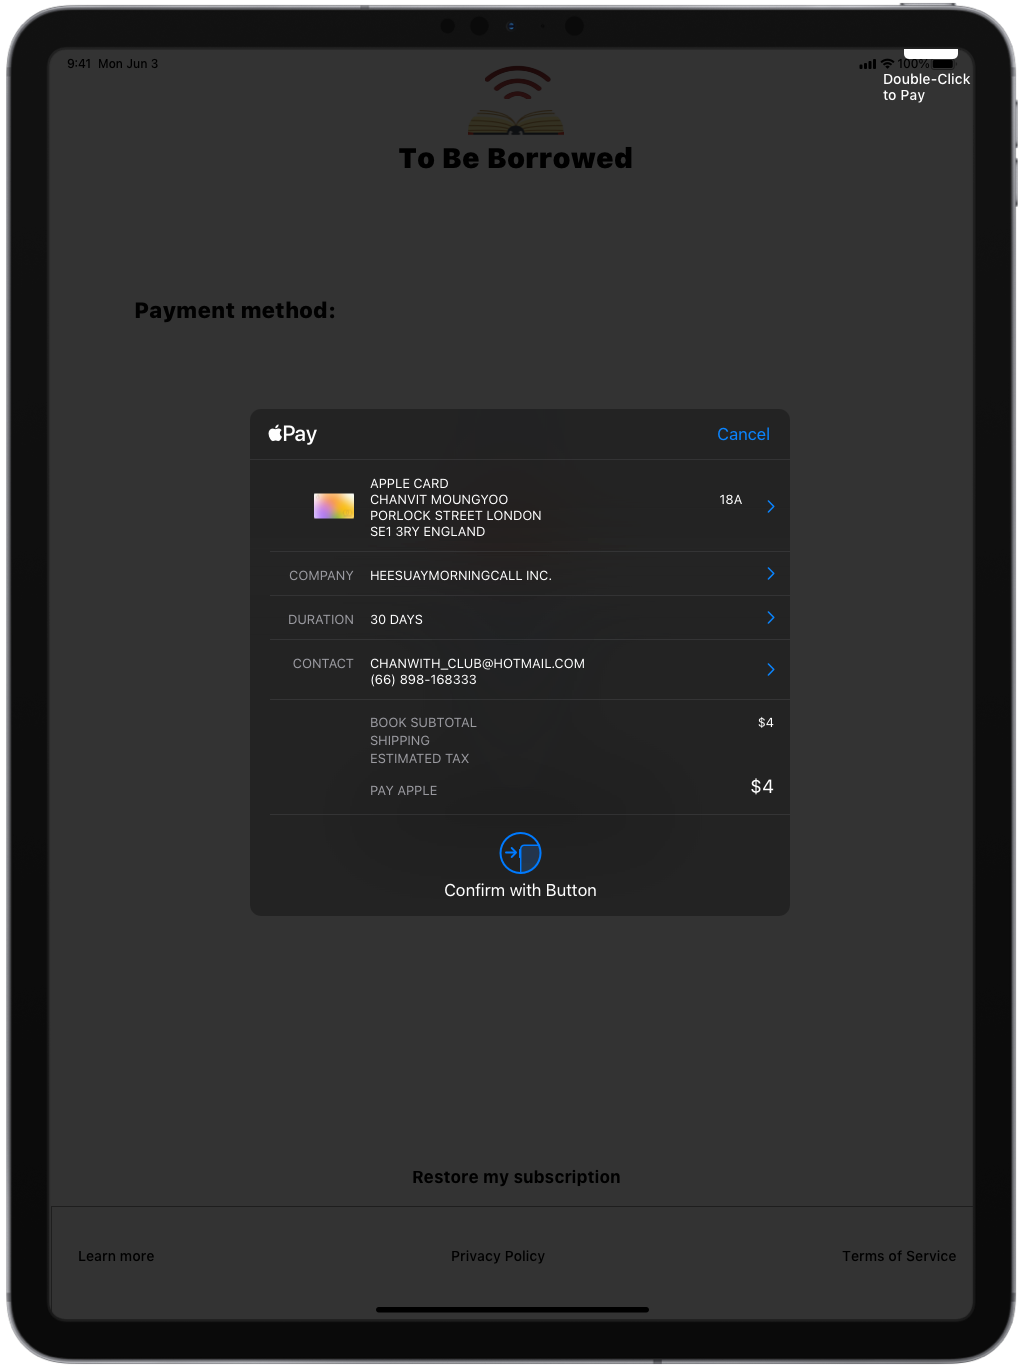 9:41 Mon Jun 3
100%
Double-Click
to Pay
To Be Borrowed
Payment method:
Pay
Cancel
APPLE CARD
CHANVIT MOUNGYOO
18A
PORLOCK STREET LONDON
SE1 3RY ENGLAND
COMPANY HEESUAYMORNINGCALL INC.
DURATION 30 DAYS
CONTACT CHANWITH_CLUB@HOTMAIL.COM
(66) 898-168333
BOOK SUBTOTAL $4
SHIPPING
ESTIMATED TAX
PAY APPLE $4
Confirm with Button
Restore my subscription
Learn more
Privacy Policy
Terms of Service